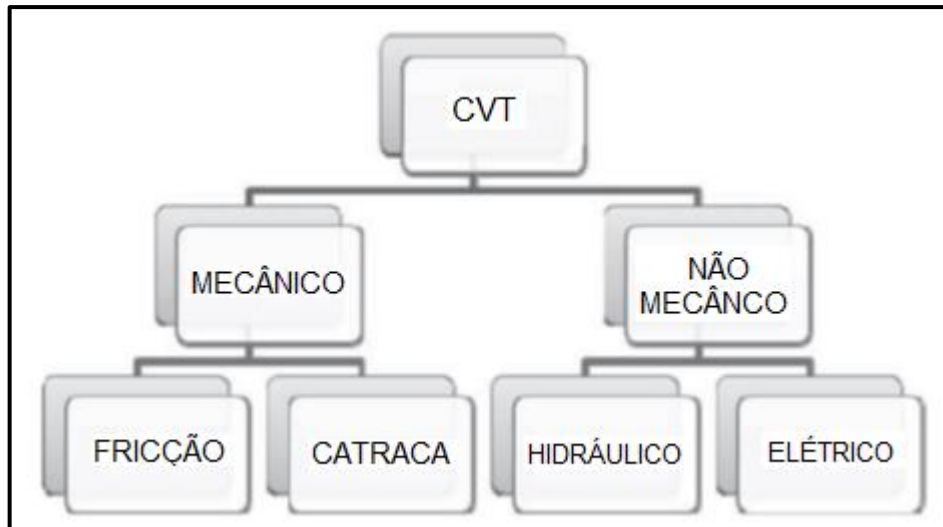 CVT
MECÂNICO
NÃO
MECÂNCO
FRICÇÃO
CATRACA
HIDRÁULICO
ELÉTRICO